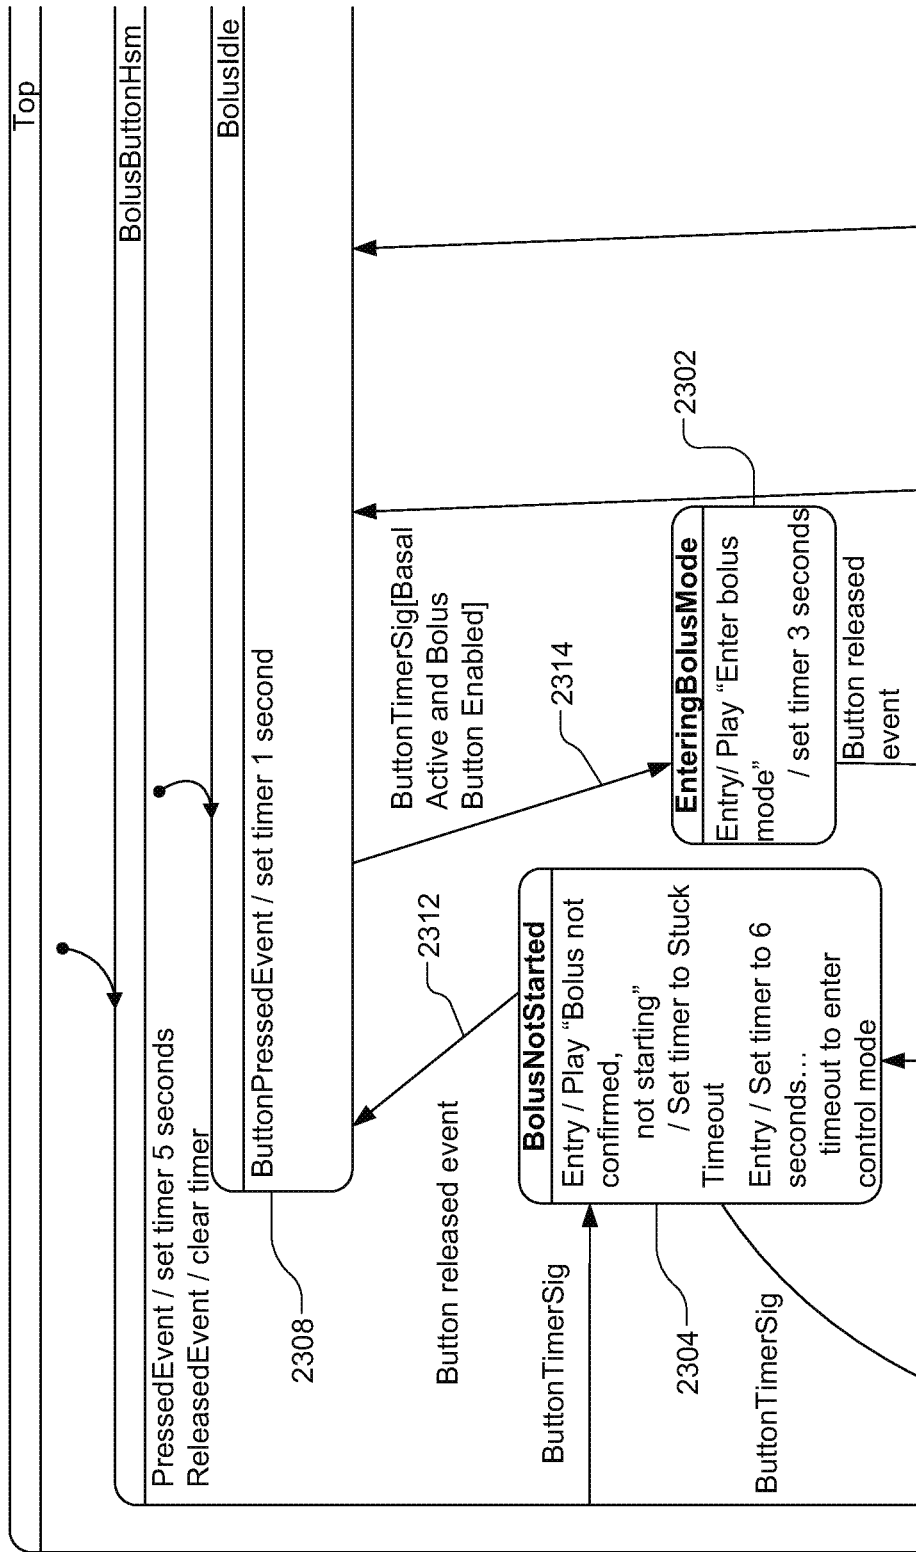 Top
BolusButtonHsm
PressedEvent / set timer 5 seconds
ReleasedEvent / clear timer
BolusIdle
ButtonPressedEvent / set timer 1 second
2308
Button released event
2312
ButtonTimerSig[Basal
Active and Bolus
Button Enabled]
2314
ButtonTimerSig
BolusNotStarted
Entry / Play “Bolus not
confirmed,
not starting”
/ Set timer to Stuck
Timeout
Entry / Set timer to 6
seconds…
timeout to enter
control mode
2304
ButtonTimerSig
EnteringBolusMode
Entry/ Play “Enter bolus
mode”
/ set timer 3 seconds
2302
Button released
event